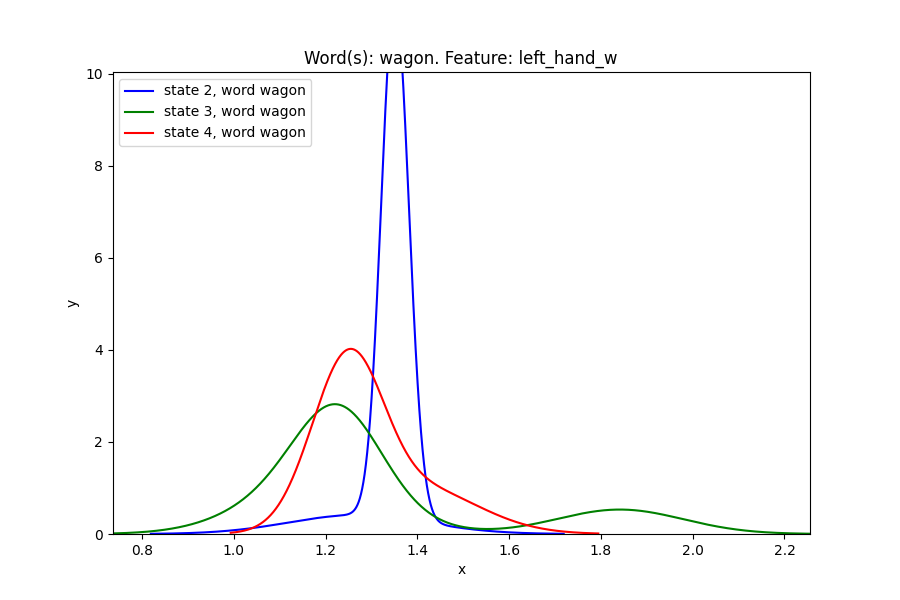 Word(s): wagon. Feature: left_hand_w
10
8
6
4
2
0
y
state 2, word wagon
state 3, word wagon
state 4, word wagon
0.8 1.0 1.2 1.4 1.6 1.8 2.0 2.2
x